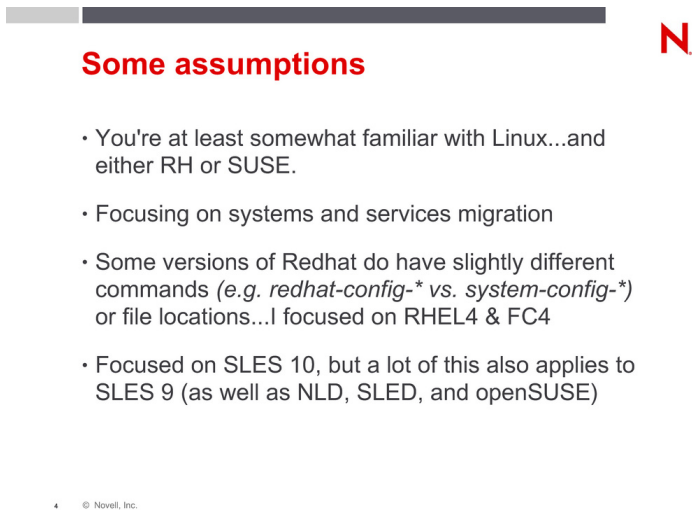 N
Some assumptions
• You're at least somewhat familiar with Linux...and
either RH or SUSE.
• Focusing on systems and services migration
• Some versions of Redhat do have slightly different
commands (e.g. redhat-config-* vs. system-config-*)
or file locations...I focused on RHEL4 & FC4
• Focused on SLES 10, but a lot of this also applies to
SLES 9 (as well as NLD, SLED, and openSUSE)
4 © Novell, Inc.